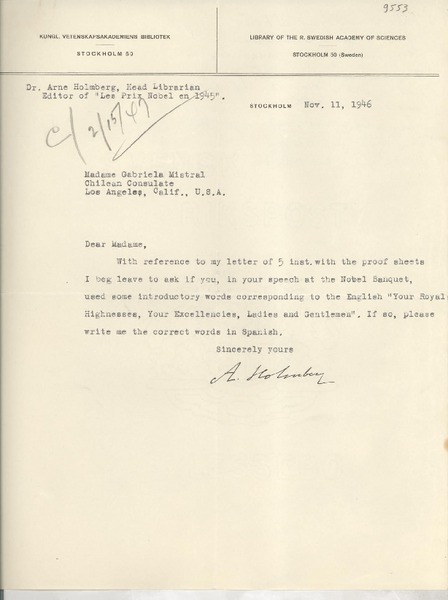 9553
KUNGL. VETENSKAPSAKADEMIENS BIBLIOTEK
STOCKHOLM 50
LIBRARY OF THE R. SWEDISH ACADEMY OF SCIENCES
STOCKHOLM 50 (Sweden)
Dr. Arne Holmberg, Head Librarian
Editor of "Les Prix Nobel en 1945".
STOCKHOLM Nov. 11, 1946
c/ 2/15/47
Madame Gabriela Mistral
Chilean Consulate
Los Angeles, Calif., U.S.A.
Dear Madame,
With reference to my letter of 5 inst. with the proof sheets
I beg leave to ask if you, in your speech at the Nobel Banquet,
used some introductory words corresponding to the English "Your Royal
Highnesses, Your Excellencies, Ladies and Gentlemen". If so, please
write me the correct words in Spanish.
Sincerely yours
A. Holmberg